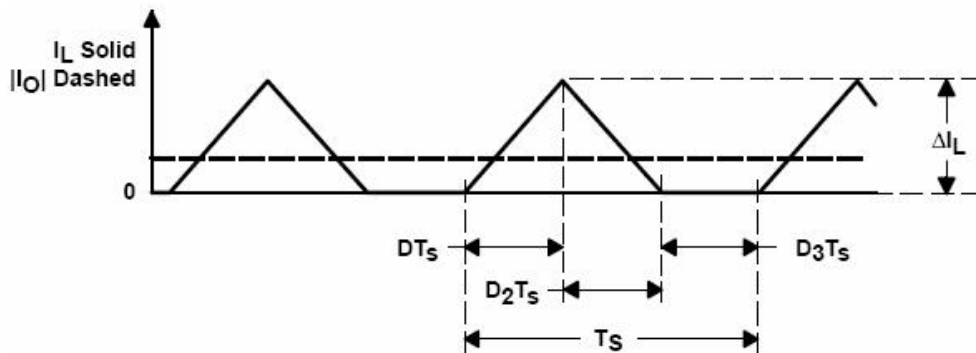 I_L Solid
|I_O| Dashed
0
ΔI_L
DT_s
D_3T_s
D_2T_s
T_S